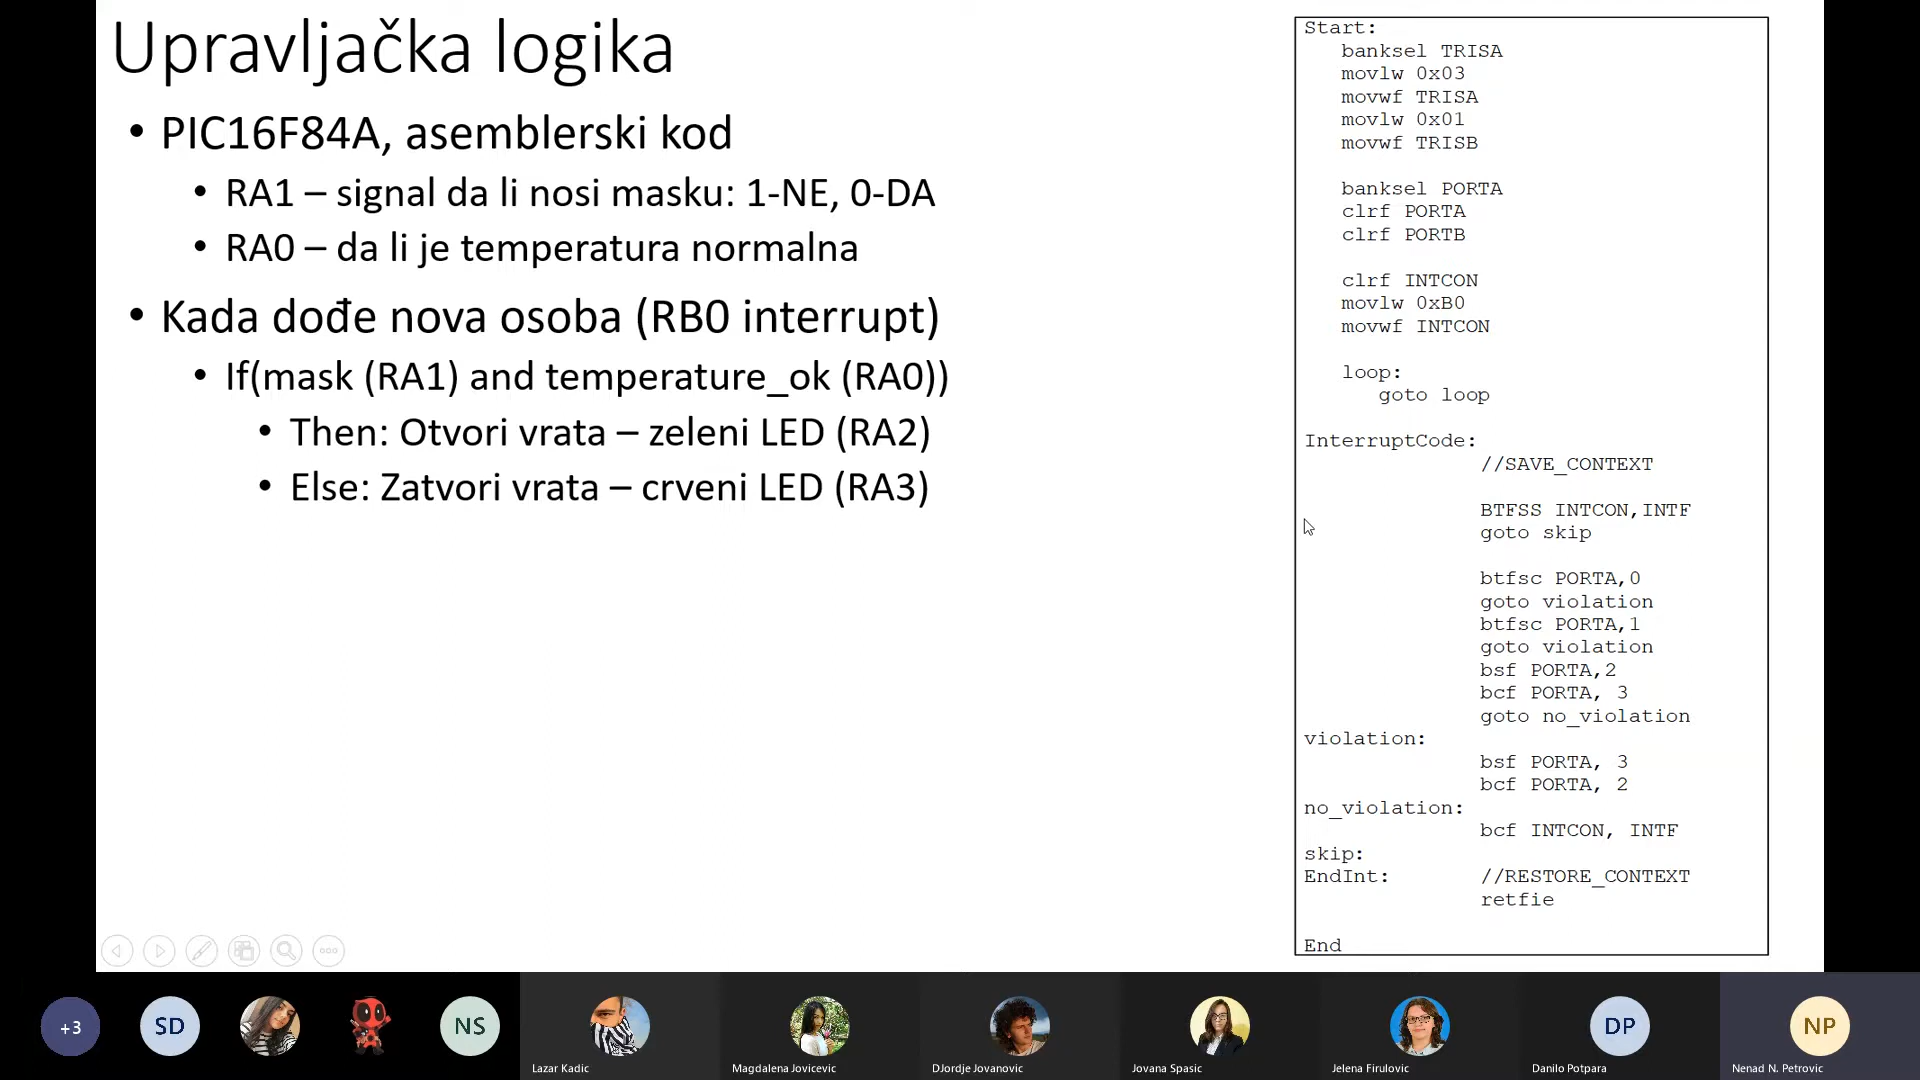 Upravljačka logika
• PIC16F84A, asemblerski kod
• RA1 – signal da li nosi masku: 1-NE, 0-DA
• RA0 – da li je temperatura normalna
• Kada dođe nova osoba (RB0 interrupt)
• If(mask (RA1) and temperature_ok (RA0))
• Then: Otvori vrata – zeleni LED (RA2)
• Else: Zatvori vrata – crveni LED (RA3)
Start:
banksel TRISA
movlw 0x03
movwf TRISA
movlw 0x01
movwf TRISB
banksel PORTA
clrf PORTA
clrf PORTB
clrf INTCON
movlw 0xB0
movwf INTCON
loop:
goto loop
InterruptCode:
//SAVE_CONTEXT
BTFSS INTCON,INTF
goto skip
btfsc PORTA,0
goto violation
btfsc PORTA,1
goto violation
bsf PORTA,2
bcf PORTA, 3
goto no_violation
violation:
bsf PORTA, 3
bcf PORTA, 2
no_violation:
bcf INTCON, INTF
skip:
EndInt: //RESTORE_CONTEXT
retfie
End
+3
SD
NS
Lazar Kadic
Magdalena Jovicevic
DJordje Jovanovic
Jovana Spasic
Jelena Firulovic
DP
Danilo Potpara
NP
Nenad N. Petrovic